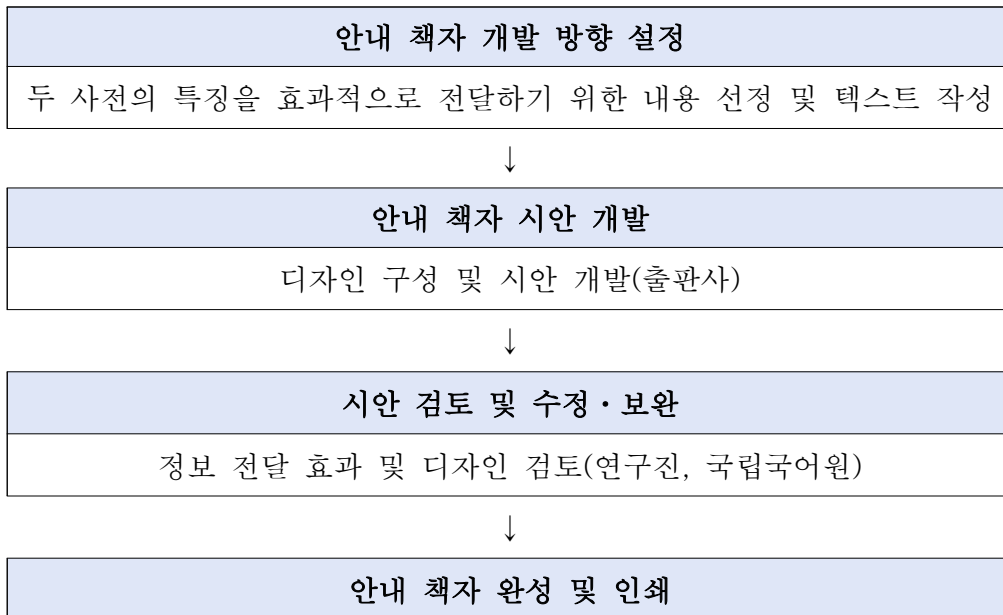 안내 책자 개발 방향 설정
두 사전의 특징을 효과적으로 전달하기 위한 내용 선정 및 텍스트 작성
↓
안내 책자 시안 개발
디자인 구성 및 시안 개발(출판사)
↓
시안 검토 및 수정・보완
정보 전달 효과 및 디자인 검토(연구진, 국립국어원)
↓
안내 책자 완성 및 인쇄